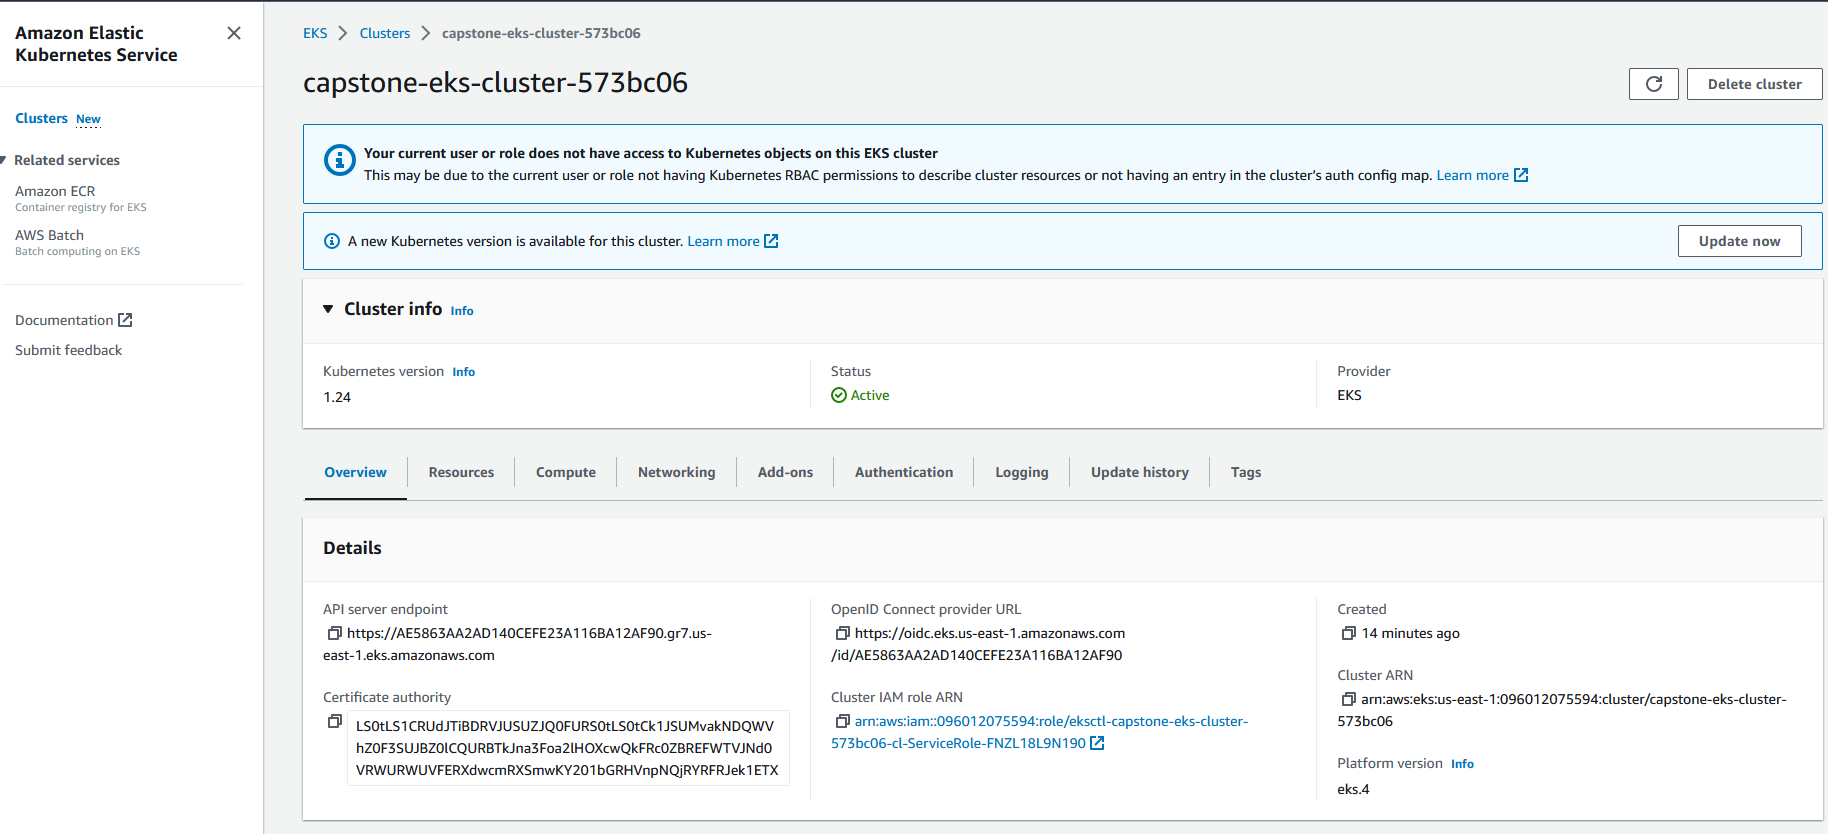 Amazon Elastic
Kubernetes Service
Clusters New
Related services
Amazon ECR
Container registry for EKS
AWS Batch
Batch computing on EKS
Documentation
Submit feedback
EKS
Clusters
capstone-eks-cluster-573bc06
capstone-eks-cluster-573bc06
Delete cluster
Your current user or role does not have access to Kubernetes objects on this EKS cluster
This may be due to the current user or role not having Kubernetes RBAC permissions to describe cluster resources or not having an entry in the cluster's auth config map. Learn more
A new Kubernetes version is available for this cluster. Learn more
Update now
Cluster info Info
Kubernetes version Info
1.24
Status
Active
Provider
EKS
Overview
Resources
Compute
Networking
Add-ons
Authentication
Logging
Update history
Tags
Details
API server endpoint
https://AE5863AA2AD140CEFE23A116BA12AF90.gr7.us-
east-1.eks.amazonaws.com
Certificate authority
LS0tLS1CRUdJTiBDRVJUSUZJQ0FURS0tLS0tCk1JSUMvakNDQWV
hZ0F3SUJBZ0lCQURBTkJna3Foa2lHOXcwQkFRc0ZBREFWTVJNd0
VRWURWUVFERXdwcmRXSmwKY201bGRHVnpNQjRYRFRJek1ETX
OpenID Connect provider URL
https://oidc.eks.us-east-1.amazonaws.com
/id/AE5863AA2AD140CEFE23A116BA12AF90
Cluster IAM role ARN
arn:aws:iam::096012075594:role/eksctl-capstone-eks-cluster-
573bc06-cl-ServiceRole-FNZL18L9N190
Created
14 minutes ago
Cluster ARN
arn:aws:eks:us-east-1:096012075594:cluster/capstone-eks-cluster-
573bc06
Platform version Info
eks.4